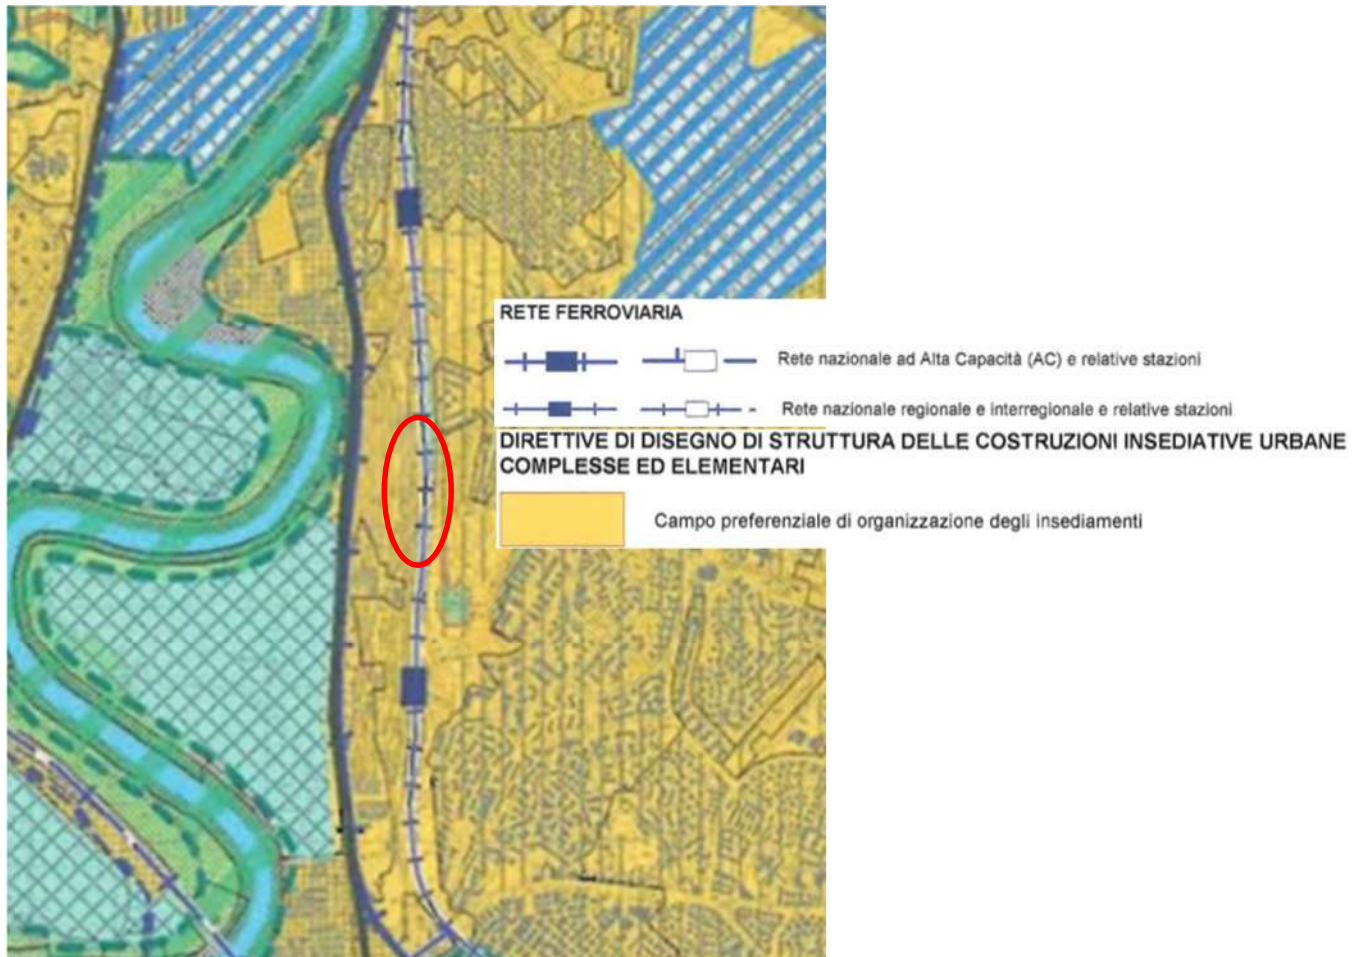 RETE FERROVIARIA
Rete nazionale ad Alta Capacità (AC) e relative stazioni
Rete nazionale regionale e interregionale e relative stazioni
DIRETTIVE DI DISEGNO DI STRUTTURA DELLE COSTRUZIONI INSEDIATIVE URBANE
COMPLESSE ED ELEMENTARI
Campo preferenziale di organizzazione degli insediamenti